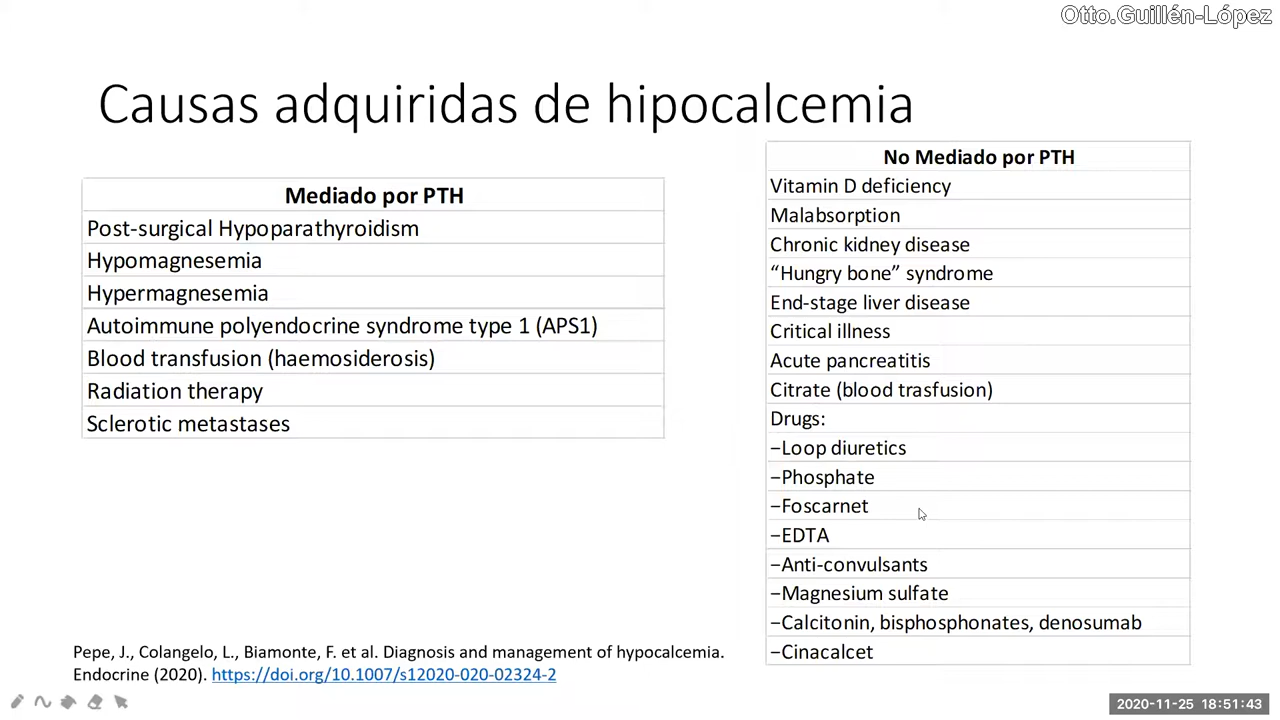 Otto.Guillén-López
Causas adquiridas de hipocalcemia
Mediado por PTH
Post-surgical Hypoparathyroidism
Hypomagnesemia
Hypermagnesemia
Autoimmune polyendocrine syndrome type 1 (APS1)
Blood transfusion (haemosiderosis)
Radiation therapy
Sclerotic metastases
No Mediado por PTH
Vitamin D deficiency
Malabsorption
Chronic kidney disease
“Hungry bone” syndrome
End-stage liver disease
Critical illness
Acute pancreatitis
Citrate (blood trasfusion)
Drugs:
−Loop diuretics
−Phosphate
−Foscarnet
−EDTA
−Anti-convulsants
−Magnesium sulfate
−Calcitonin, bisphosphonates, denosumab
−Cinacalcet
Pepe, J., Colangelo, L., Biamonte, F. et al. Diagnosis and management of hypocalcemia.
Endocrine (2020). https://doi.org/10.1007/s12020-020-02324-2
2020-11-25 18:51:43